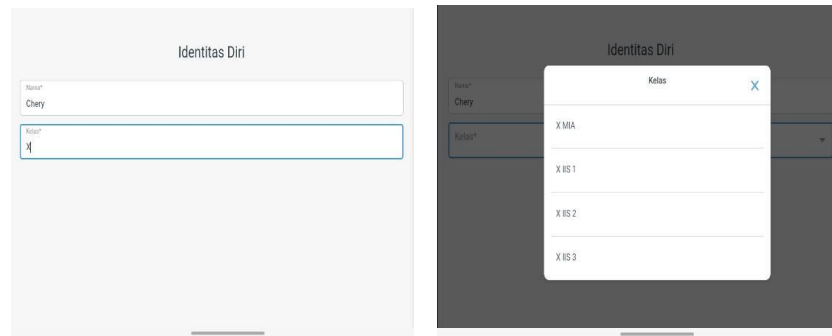 Identitas Diri
Nama*
Chery
Kelas*
X
Identitas Diri
Nama*
Chery
Kelas*
Kelas
X
X MIA
X IIS 1
X IIS 2
X IIS 3